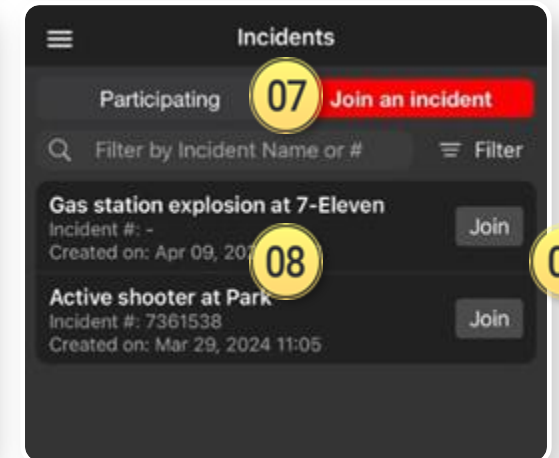 Incidents
Participating 07 Join an incident
Filter by Incident Name or # Filter
Gas station explosion at 7-Eleven
Incident #: -
Join
Created on: Apr 09,
08
Active shooter at Park
Incident #: 7361538
Join
Created on: Mar 29, 2024 11:05